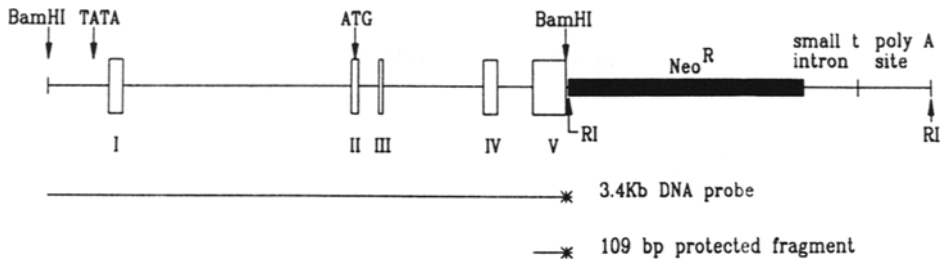 BamHI TATA ATG BamHI
small t poly A
Neo^R intron site
I II III IV V RI RI
3.4Kb DNA probe
109 bp protected fragment